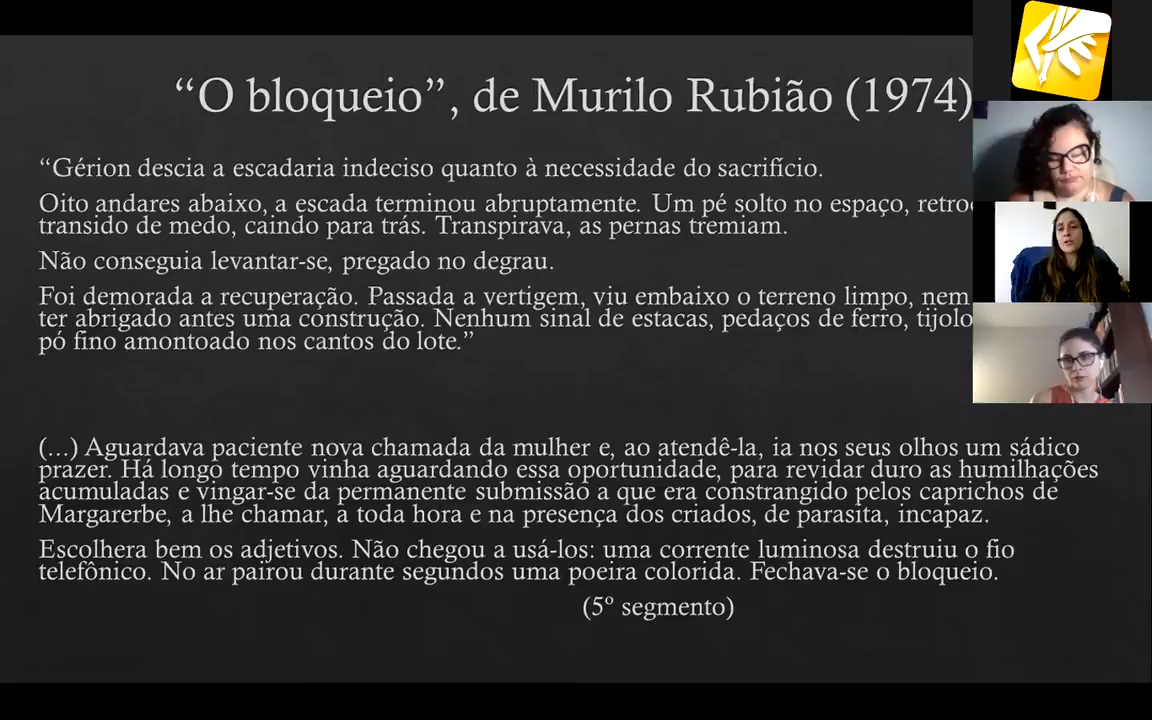 “O bloqueio”, de Murilo Rubião (1974)
“Gérion descia a escadaria indeciso quanto à necessidade do sacrifício.
Oito andares abaixo, a escada terminou abruptamente. Um pé solto no espaço,
transido de medo, caindo para trás. Transpirava, as pernas tremiam.
Não conseguia levantar-se, pregado no degrau.
Foi demorada a recuperação. Passada a vertigem, viu embaixo o terreno limpo, nem
ter abrigado antes uma construção. Nenhum sinal de estacas, pedaços de ferro, tijolo
pó fino amontoado nos cantos do lote.”
(...) Aguardava paciente nova chamada da mulher e, ao atendê-la, ia nos seus olhos um sádico
prazer. Há longo tempo vinha aguardando essa oportunidade, para revidar duro as humilhações
acumuladas e vingar-se da permanente submissão a que era constrangido pelos caprichos de
Margarerbe, a lhe chamar, a toda hora e na presença dos criados, de parasita, incapaz.
Escolhera bem os adjetivos. Não chegou a usá-los: uma corrente luminosa destruiu o fio
telefônico. No ar pairou durante segundos uma poeira colorida. Fechava-se o bloqueio.
(5º segmento)